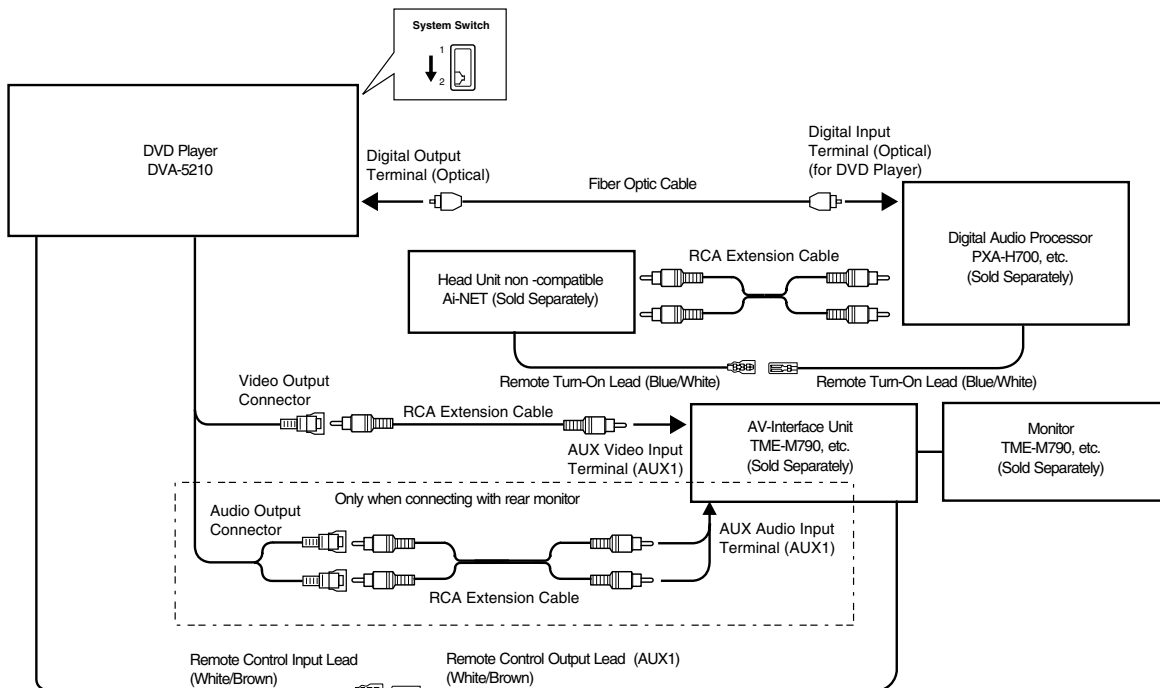 System Switch
1
2
DVD Player
DVA-5210
Digital Output
Terminal (Optical)
Fiber Optic Cable
Digital Input
Terminal (Optical)
(for DVD Player)
Digital Audio Processor
PXA-H700, etc.
(Sold Separately)
Head Unit non -compatible
Ai-NET (Sold Separately)
RCA Extension Cable
Remote Turn-On Lead (Blue/White)
Remote Turn-On Lead (Blue/White)
Video Output
Connector
RCA Extension Cable
AUX Video Input
Terminal (AUX1)
AV-Interface Unit
TME-M790, etc.
(Sold Separately)
Monitor
TME-M790, etc.
(Sold Separately)
Only when connecting with rear monitor
Audio Output
Connector
AUX Audio Input
Terminal (AUX1)
RCA Extension Cable
Remote Control Input Lead
(White/Brown)
Remote Control Output Lead (AUX1)
(White/Brown)